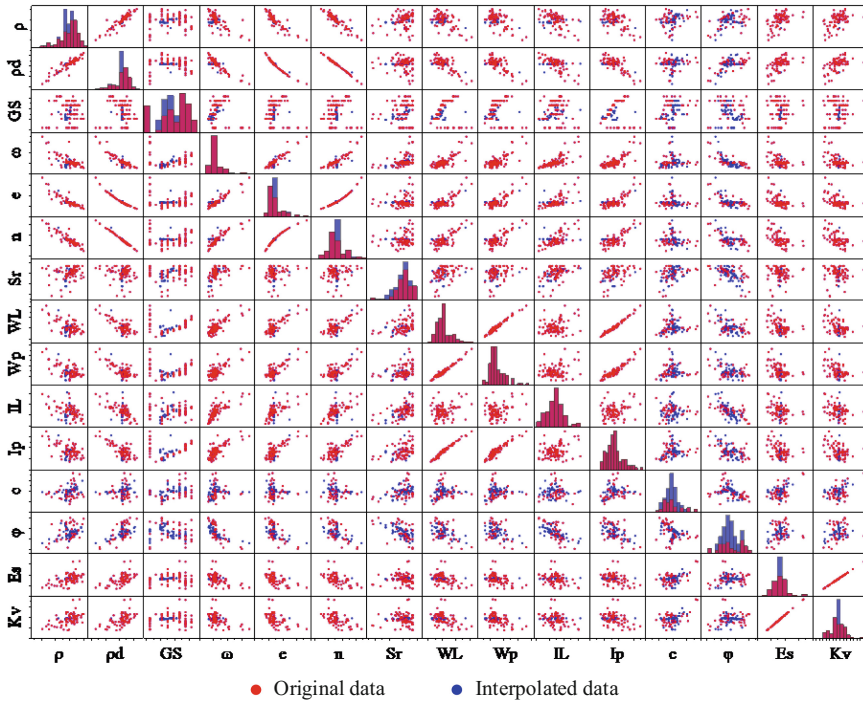 ρ
ρd
GS
ω
e
n
Sr
WL
Wp
IL
Ip
c
φ
Es
Kv
ρ ρd GS ω e n Sr WL Wp IL Ip c φ Es Kv
Original data Interpolated data